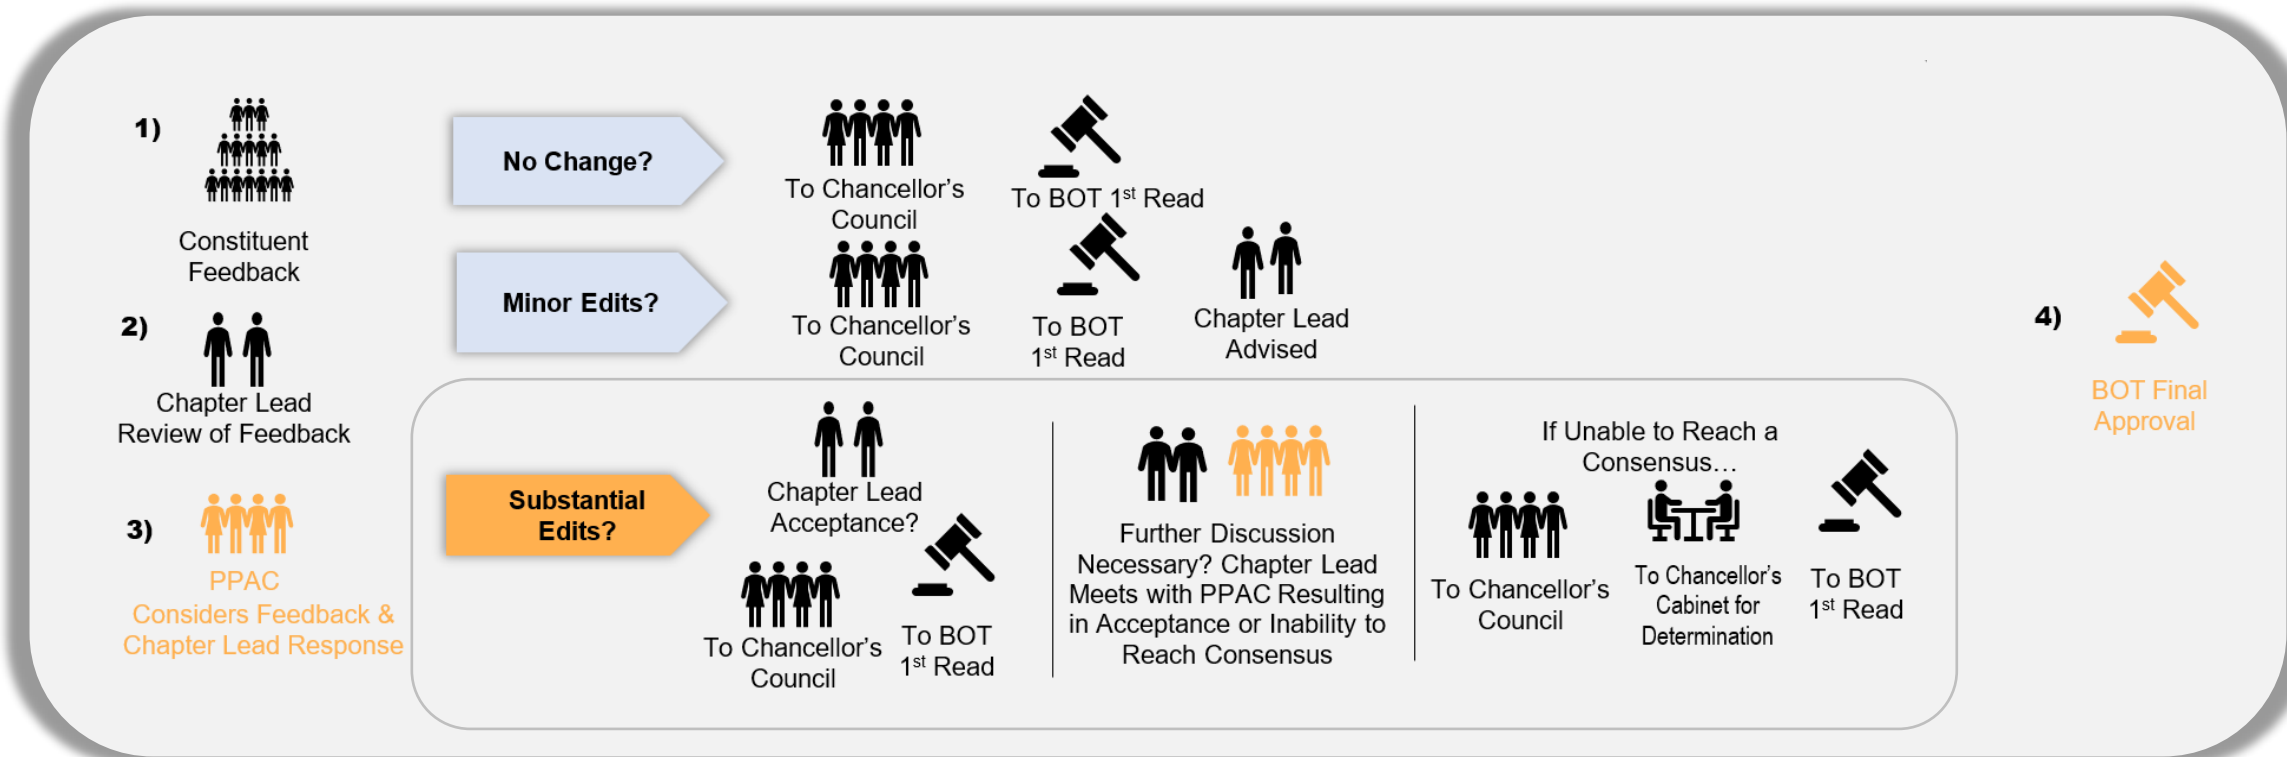 1)
Constituent
Feedback
2)
Chapter Lead
Review of Feedback
3)
PPAC
Considers Feedback &
Chapter Lead Response
No Change?
To Chancellor’s
Council
To BOT 1st Read
Minor Edits?
To Chancellor’s
Council
To BOT
1st Read
Chapter Lead
Advised
Substantial
Edits?
Chapter Lead
Acceptance?
To Chancellor’s
Council
To BOT
1st Read
Further Discussion
Necessary? Chapter Lead
Meets with PPAC Resulting
in Acceptance or Inability to
Reach Consensus
If Unable to Reach a
Consensus…
To Chancellor’s
Council
To Chancellor’s
Cabinet for
Determination
To BOT
1st Read
4)
BOT Final
Approval